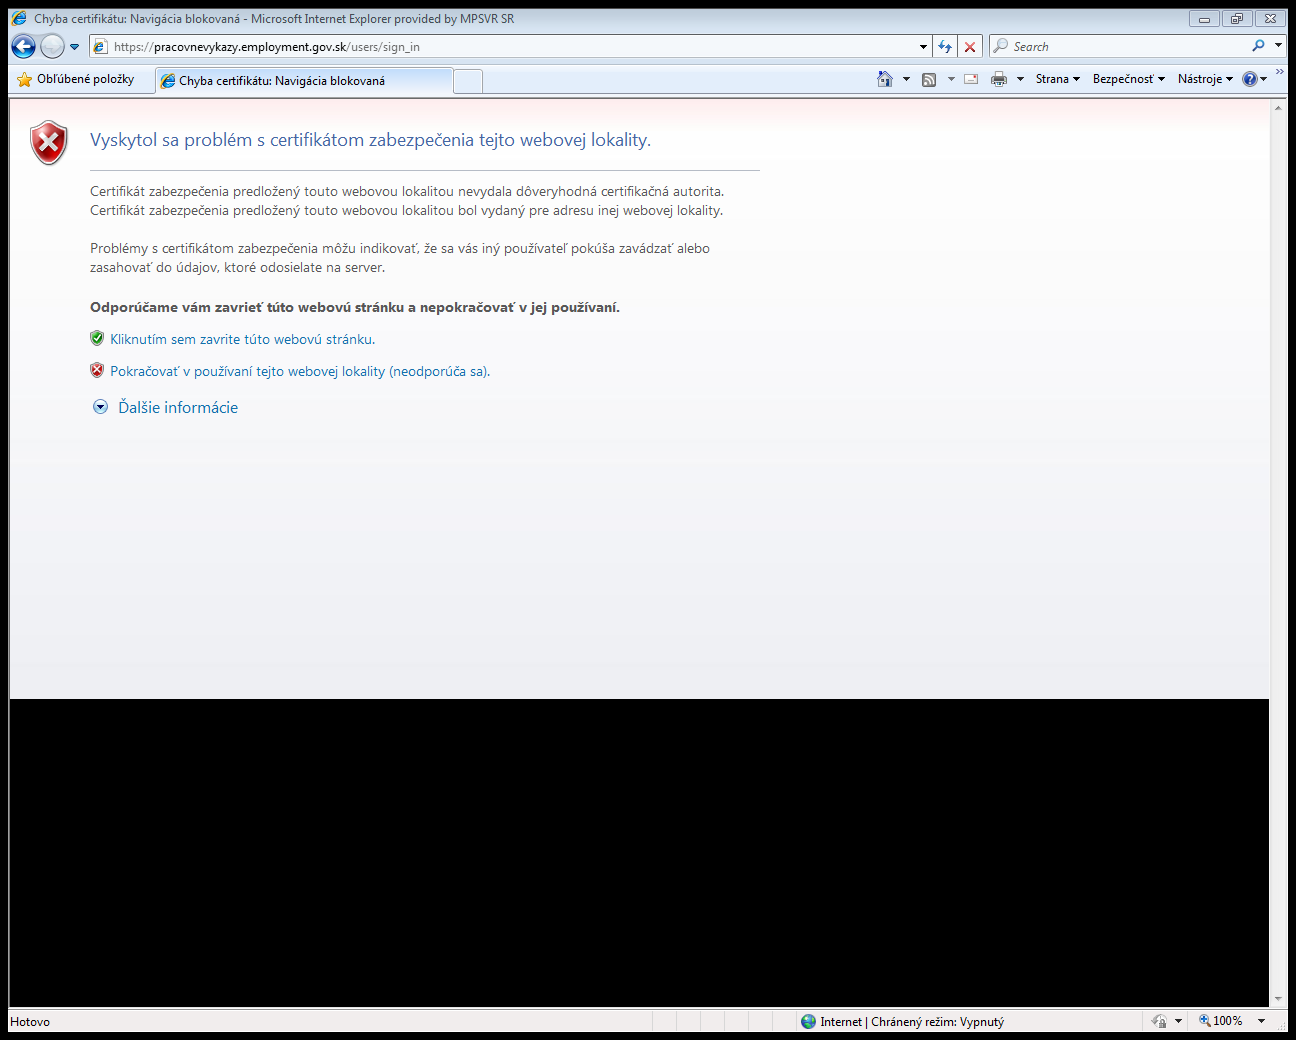 Chyba certifikátu: Navigácia blokovaná - Microsoft Internet Explorer provided by MPSVR SR
https://pracovnevykazy.employment.gov.sk/users/sign_in
Search
Obľúbené položky
Chyba certifikátu: Navigácia blokovaná
Strana
Bezpečnosť
Nástroje
Vyskytol sa problém s certifikátom zabezpečenia tejto webovej lokality.
Certifikát zabezpečenia predložený touto webovou lokalitou nevydala dôveryhodná certifikačná autorita.
Certifikát zabezpečenia predložený touto webovou lokalitou bol vydaný pre adresu inej webovej lokality.
Problémy s certifikátom zabezpečenia môžu indikovať, že sa vás iný používateľ pokúša zavádzať alebo
zasahovať do údajov, ktoré odosielate na server.
Odporúčame vám zavrieť túto webovú stránku a nepokračovať v jej používaní.
Kliknutím sem zavrite túto webovú stránku.
Pokračovať v používaní tejto webovej lokality (neodporúča sa).
Ďalšie informácie
Hotovo
Internet | Chránený režim: Vypnutý
100%